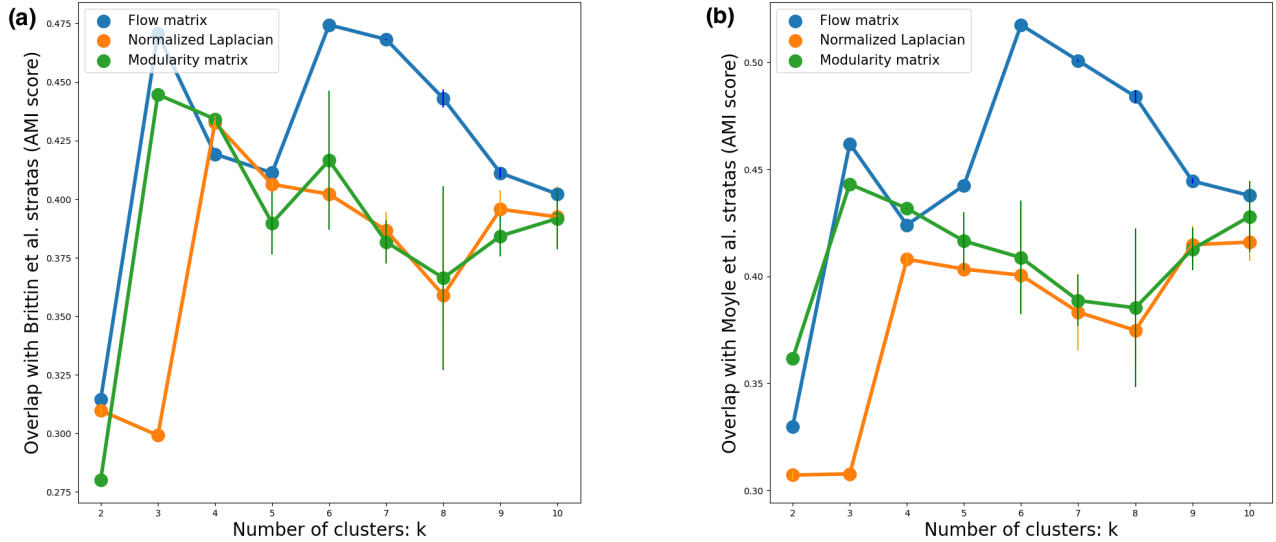 (a)
Overlap with Brittin et al. stratas (AMI score)
0.475
0.450
0.425
0.400
0.375
0.350
0.325
0.300
0.275
Flow matrix
Normalized Laplacian
Modularity matrix
2 3 4 5 6 7 8 9 10
Number of clusters: k
(b)
Overlap with Moyle et al. stratas (AMI score)
0.50
0.45
0.40
0.35
0.30
Flow matrix
Normalized Laplacian
Modularity matrix
2 3 4 5 6 7 8 9 10
Number of clusters: k